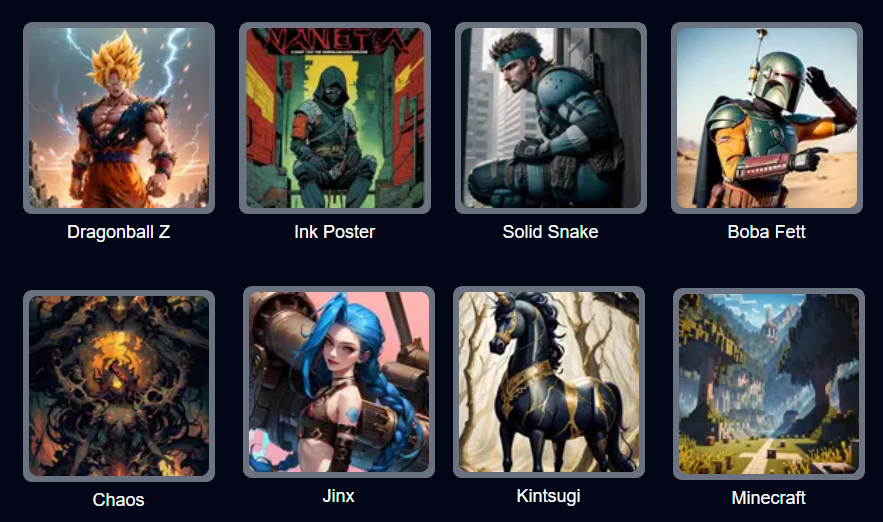 Dragonball Z
Ink Poster
Solid Snake
Boba Fett
Chaos
Jinx
Kintsugi
Minecraft